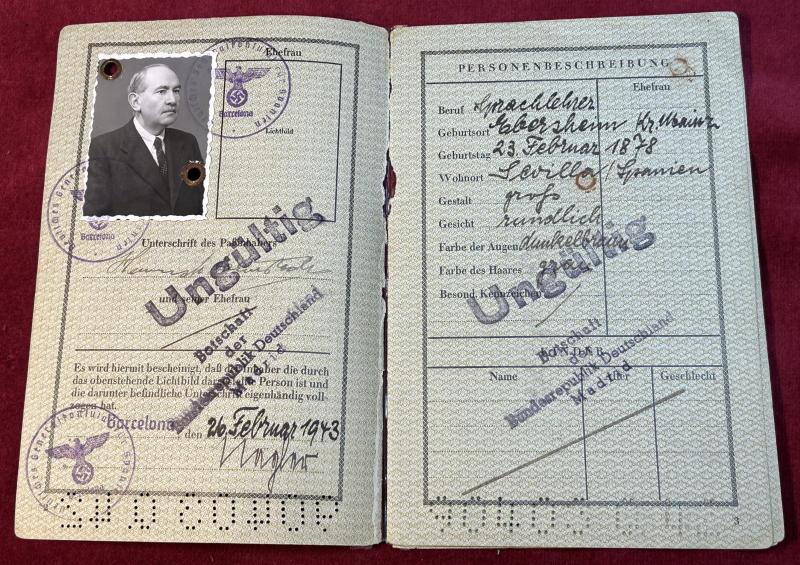 Ehefrau
Lichtbild
Barcelona
Barcelona
Unterschrift des Paßinhabers
und seiner Ehefrau
Ungültig
Botschaft
der
Bundesrepublik Deutschland
Madrid
Es wird hiermit bescheinigt, daß der Inhaber die durch
das obenstehende Lichtbild dargestellte Person ist und
die darunter befindliche Unterschrift eigenhändig voll-
zogen hat.
Barcelona, den 26. Februar 1943
PERSONENBESCHREIBUNG
Ehefrau
Beruf Sprachlehrer
Geburtsort Ebersheim Kr. Mainz
Geburtstag 23. Februar 1878
Wohnort Sevilla / Spanien
Gestalt groß
Gesicht rundlich
Farbe der Augen dunkelbraun
Farbe des Haares grau
Besond. Kennzeichen
Ungültig
Botschaft
der
Bundesrepublik Deutschland
Madrid
KINDER
Name Alter Geschlecht
3